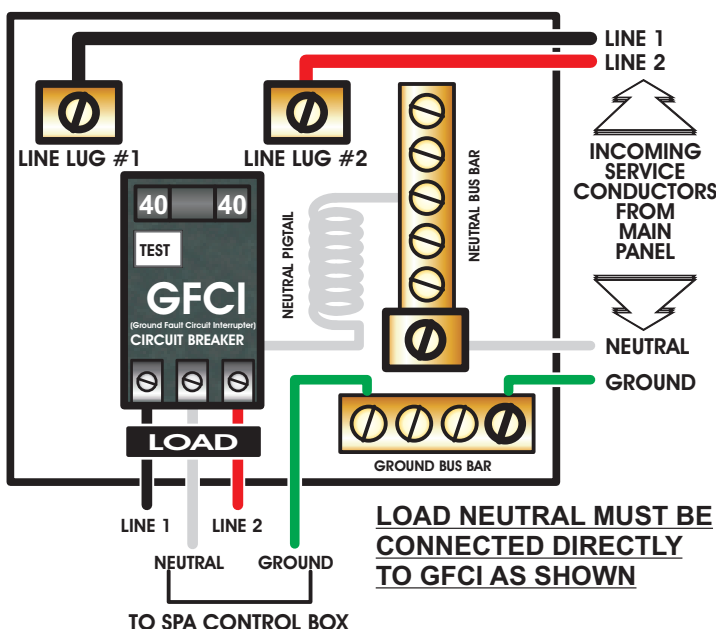 LINE 1
LINE 2
LINE LUG #1
LINE LUG #2
INCOMING
SERVICE
CONDUCTORS
FROM
MAIN
PANEL
40
40
TEST
GFCI
(Ground Fault Circuit Interrupter)
CIRCUIT BREAKER
NEUTRAL PIGTAIL
NEUTRAL BUS BAR
NEUTRAL
GROUND
LOAD
GROUND BUS BAR
LINE 1
LINE 2
NEUTRAL
GROUND
TO SPA CONTROL BOX
LOAD NEUTRAL MUST BE
CONNECTED DIRECTLY
TO GFCI AS SHOWN